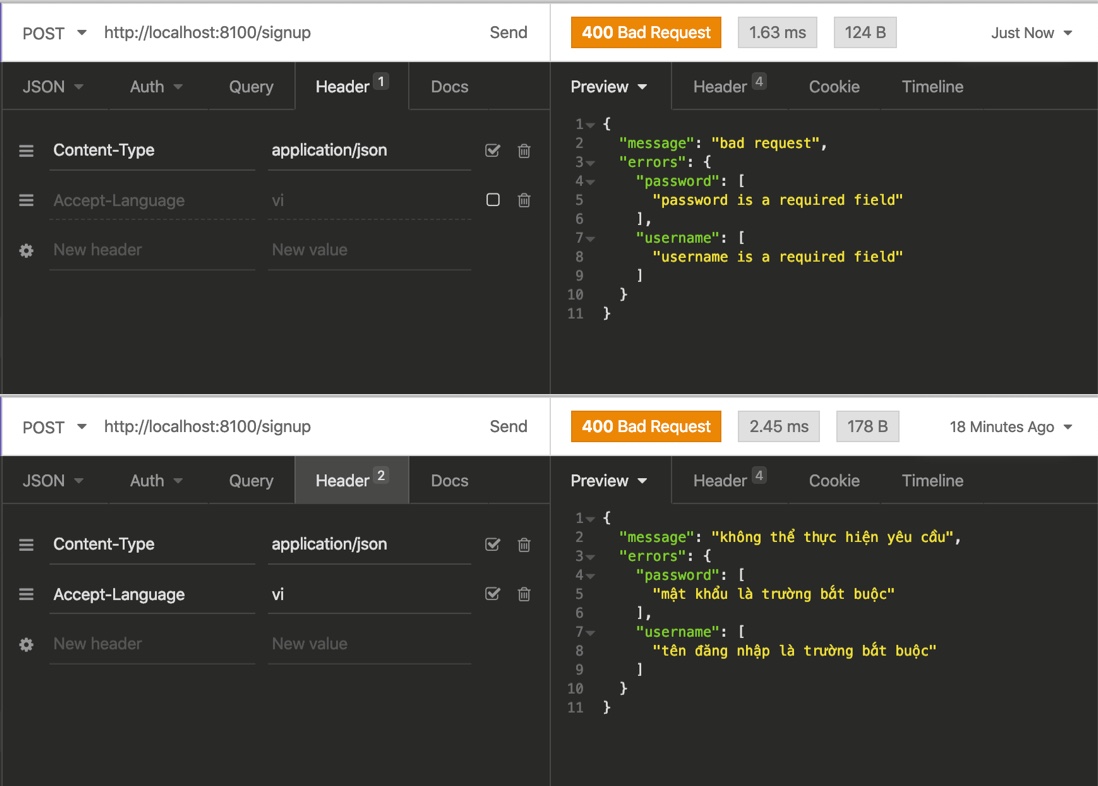 POST http://localhost:8100/signup Send 400 Bad Request 1.63 ms 124 B Just Now
JSON Auth Query Header 1 Docs Preview Header 4 Cookie Timeline
Content-Type application/json
Accept-Language vi
New header New value
1 {
2 "message": "bad request",
3 "errors": {
4 "password": [
5 "password is a required field"
6 ],
7 "username": [
8 "username is a required field"
9 ]
10 }
11 }
POST http://localhost:8100/signup Send 400 Bad Request 2.45 ms 178 B 18 Minutes Ago
JSON Auth Query Header 2 Docs Preview Header 4 Cookie Timeline
Content-Type application/json
Accept-Language vi
New header New value
1 {
2 "message": "không thể thực hiện yêu cầu",
3 "errors": {
4 "password": [
5 "mật khẩu là trường bắt buộc"
6 ],
7 "username": [
8 "tên đăng nhập là trường bắt buộc"
9 ]
10 }
11 }